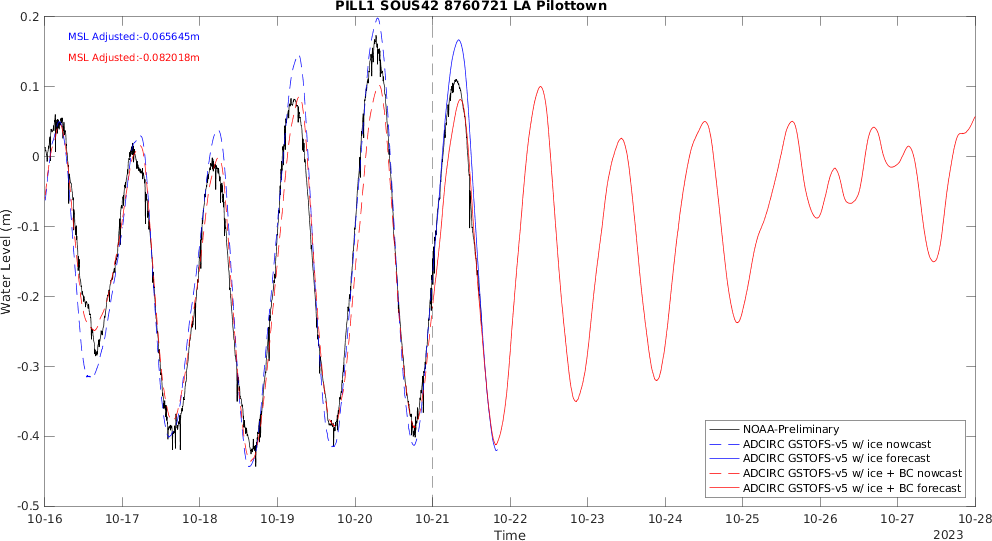 PILL1 SOUS42 8760721 LA Pilottown
MSL Adjusted:-0.065645m
MSL Adjusted:-0.082018m
0.2
0.1
0
-0.1
-0.2
-0.3
-0.4
-0.5
Water Level (m)
NOAA-Preliminary
ADCIRC GSTOFS-v5 w/ ice nowcast
ADCIRC GSTOFS-v5 w/ ice forecast
ADCIRC GSTOFS-v5 w/ ice + BC nowcast
ADCIRC GSTOFS-v5 w/ ice + BC forecast
10-16 10-17 10-18 10-19 10-20 10-21 10-22 10-23 10-24 10-25 10-26 10-27 10-28
Time
2023